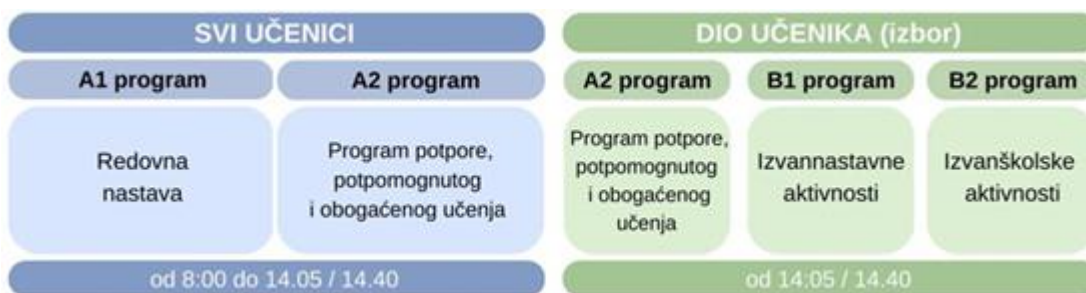 SVI UČENICI
A1 program
A2 program
Redovna
nastava
Program potpore,
potpomognutog
i obogaćenog učenja
od 8:00 do 14.05 / 14.40
DIO UČENIKA (izbor)
A2 program
B1 program
B2 program
Program potpore,
potpomognutog
i obogaćenog
učenja
Izvannastavne
aktivnosti
Izvanškolske
aktivnosti
od 14:05 / 14.40